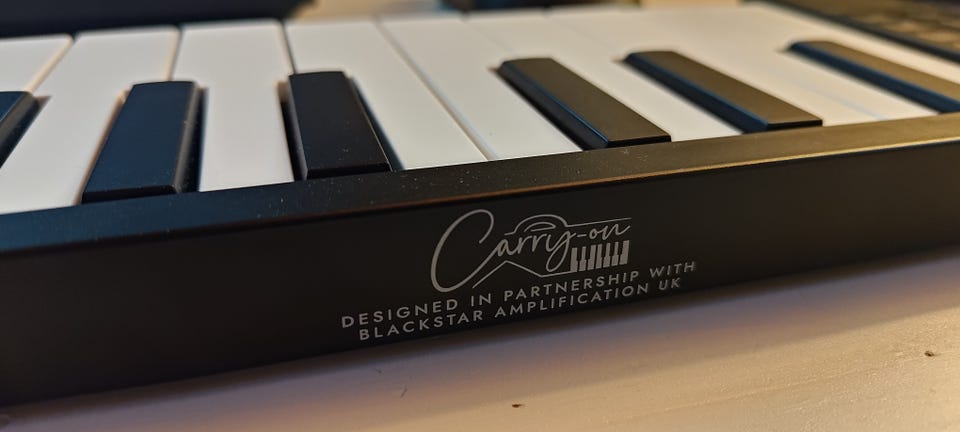 Carry-on
DESIGNED IN PARTNERSHIP WITH
BLACKSTAR AMPLIFICATION UK